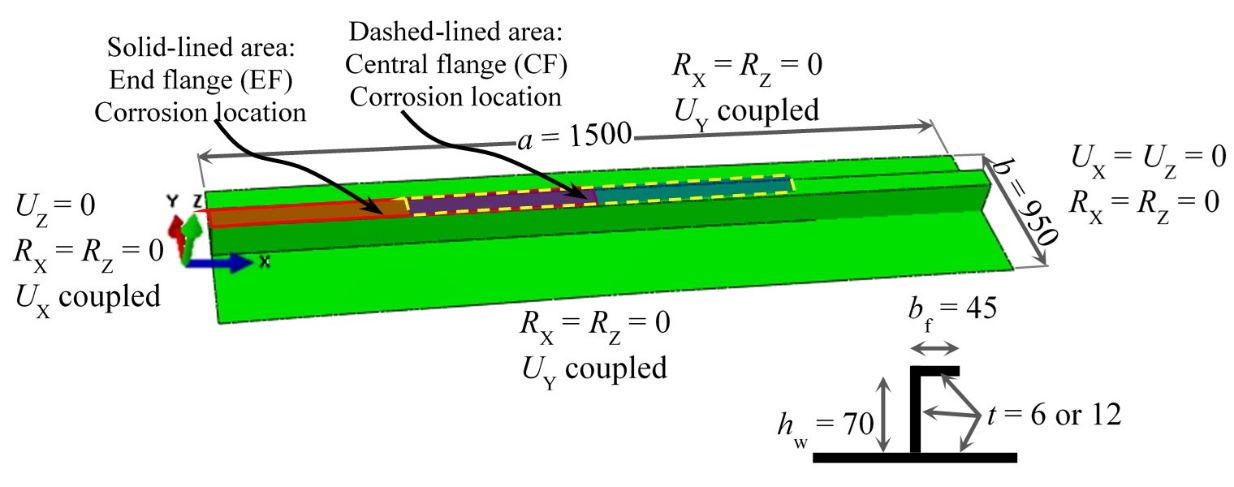 Solid-lined area:
End flange (EF)
Corrosion location
Dashed-lined area:
Central flange (CF)
Corrosion location
R_X = R_Z = 0
U_Y coupled
a = 1500
U_X = U_Z = 0
R_X = R_Z = 0
b = 950
U_Z = 0
R_X = R_Z = 0
U_X coupled
Y Z
X
R_X = R_Z = 0
U_Y coupled
b_f = 45
h_w = 70
t = 6 or 12